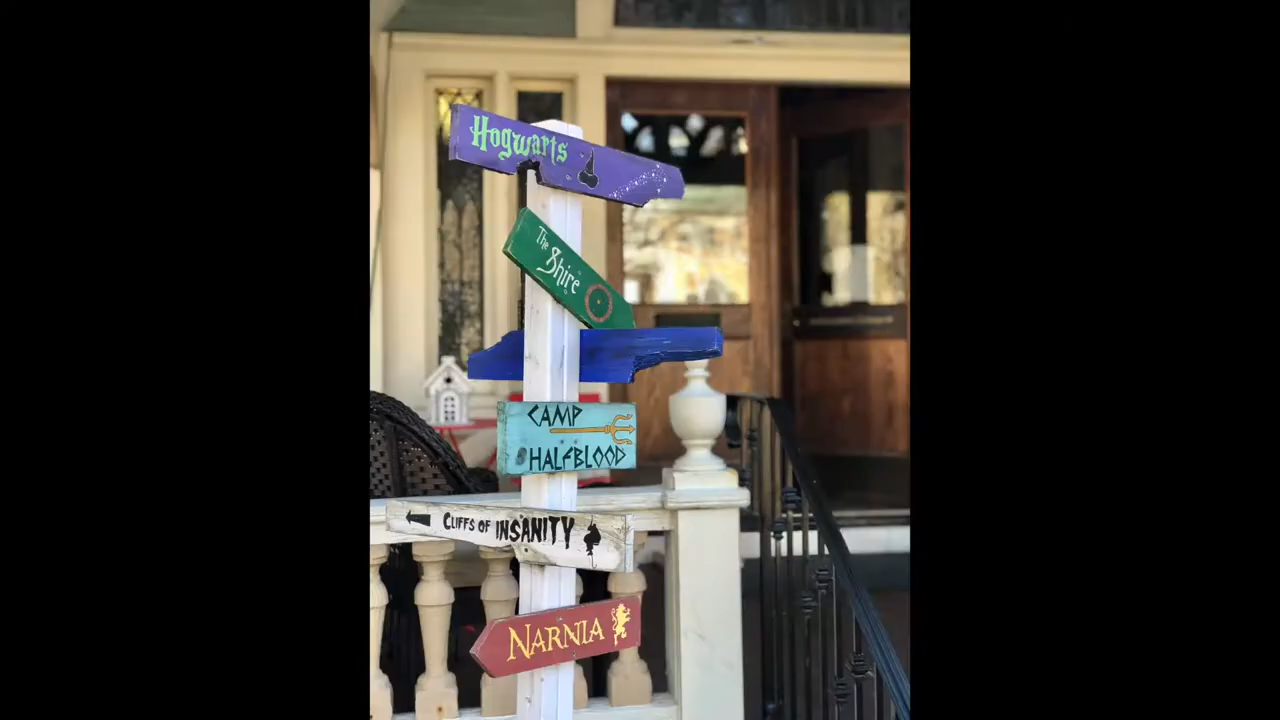 Hogwarts
The
Shire
CAMP
HALFBLOOD
CLIFFS OF INSANITY
NARNIA